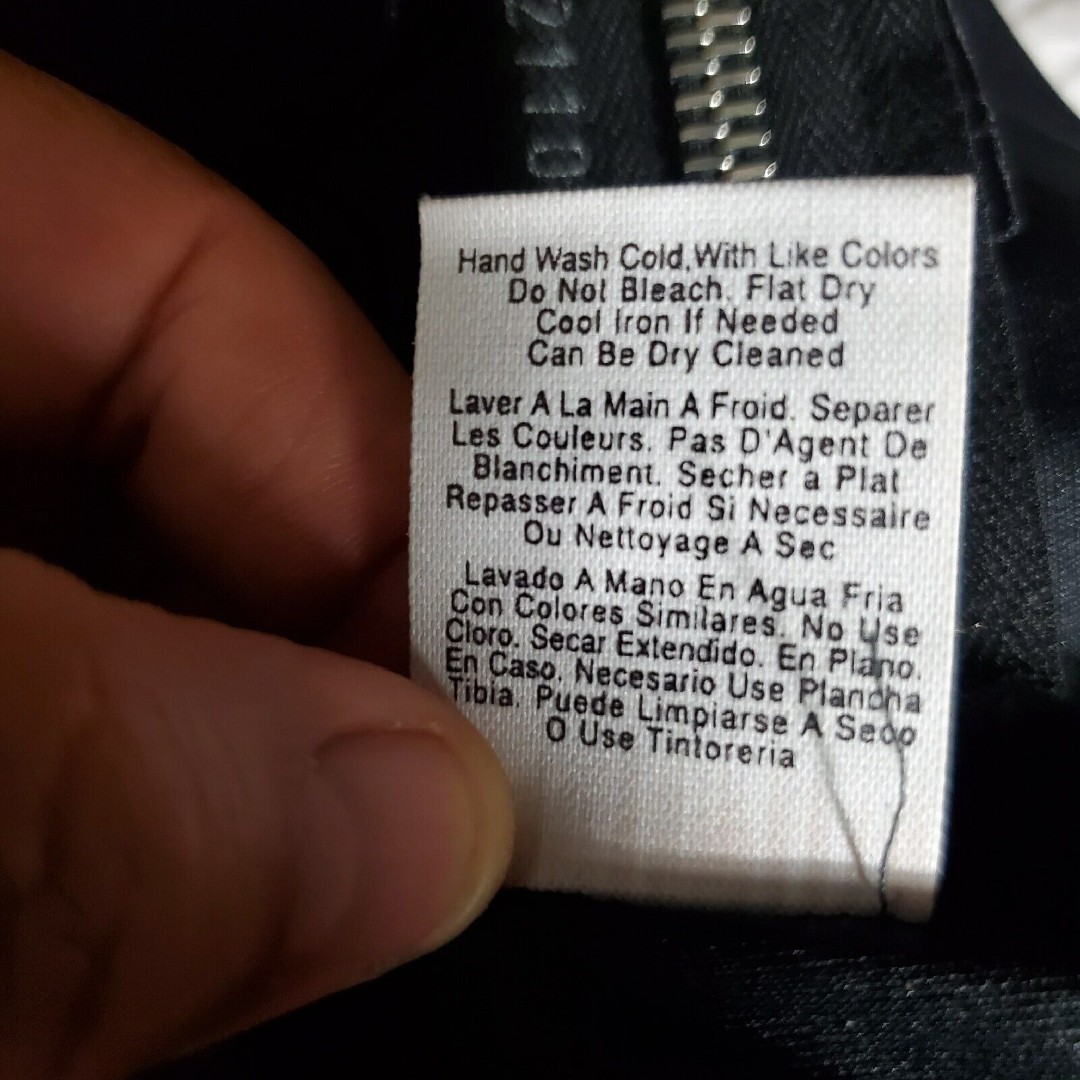 Hand Wash Cold,With Like Colors
Do Not Bleach. Flat Dry
Cool Iron If Needed
Can Be Dry Cleaned
Laver A La Main A Froid. Separer
Les Couleurs. Pas D'Agent De
Blanchiment. Secher a Plat
Repasser A Froid Si Necessaire
Ou Nettoyage A Sec
Lavado A Mano En Agua Fria
Con Colores Similares. No Use
Cloro. Secar Extendido. En Plano.
En Caso. Necesario Use Plancha
Tibia. Puede Limpiarse A Seco
O Use Tintoreria